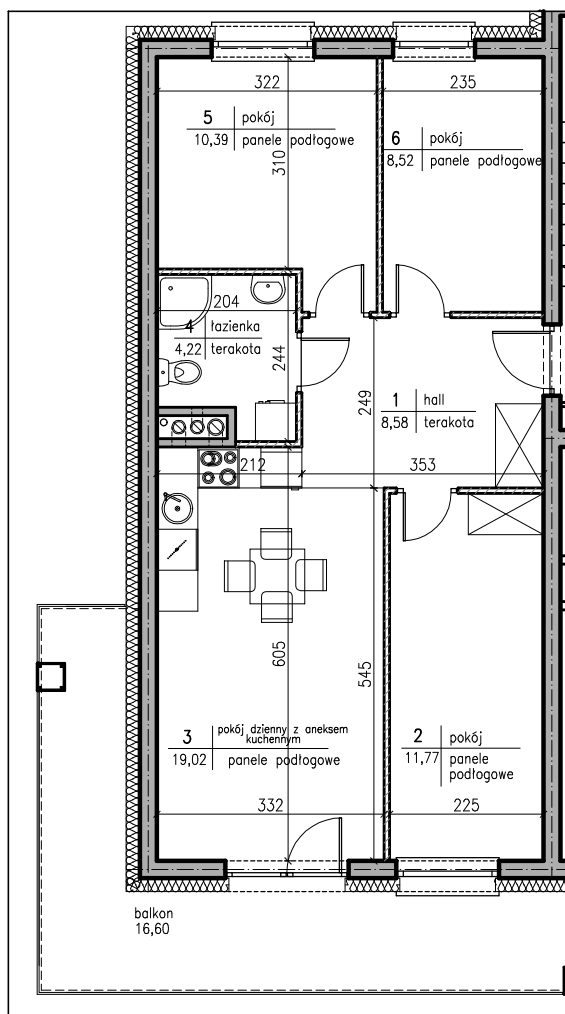 322
235
5 pokój
10,39 panele podłogowe
310
6 pokój
8,52 panele podłogowe
204
4 łazienka
4,22 terakota
244
249
1 hall
8,58 terakota
212
353
605
545
3 pokój dzienny z aneksem
kuchennym
19,02 panele podłogowe
2 pokój
11,77 panele
podłogowe
332
225
balkon
16,60